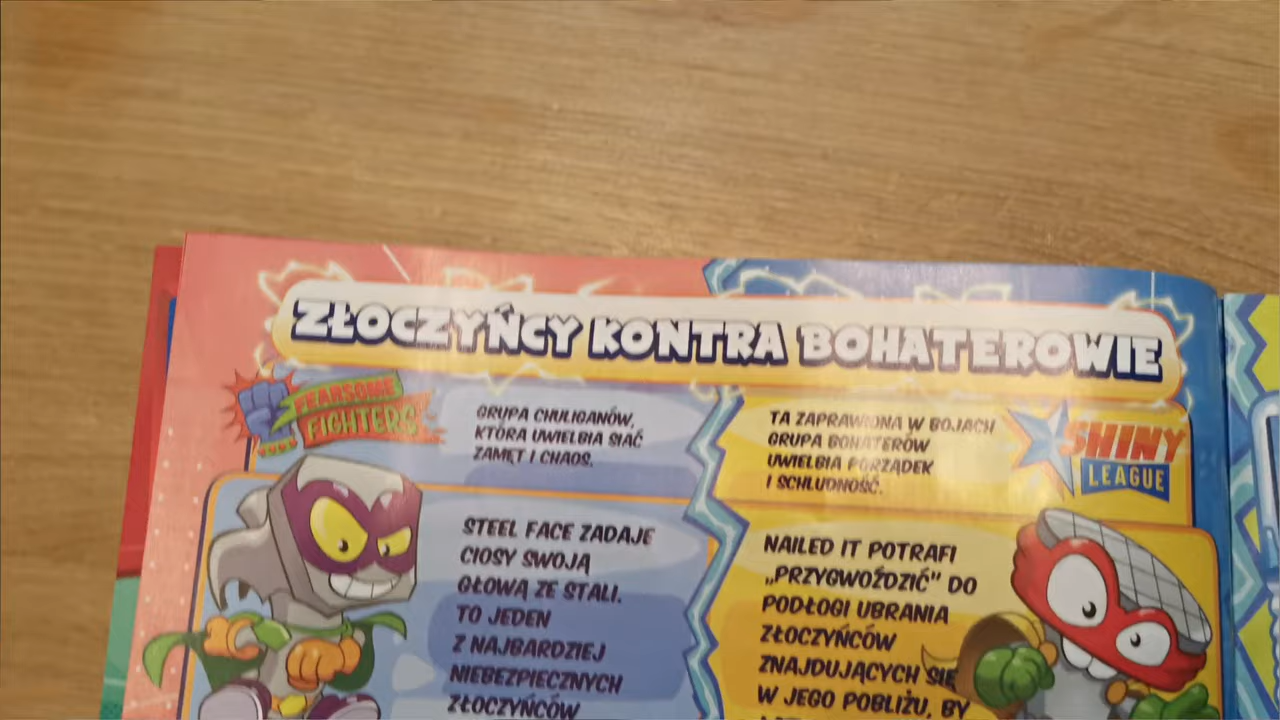 ZŁOCZYŃCY KONTRA BOHATEROWIE
FEARSOME
FIGHTERS
GRUPA CHULIGANÓW,
KTÓRA UWIELBIA SIAĆ
ZAMĘT I CHAOS.
TA ZAPRAWIONA W BOJACH
GRUPA BOHATERÓW
UWIELBIA PORZĄDEK
I SCHLUDNOŚĆ.
SHINY
LEAGUE
STEEL FACE ZADAJE
CIOSY SWOJĄ
GŁOWĄ ZE STALI.
TO JEDEN
Z NAJBARDZIEJ
NIEBEZPIECZNYCH
ZŁOCZYŃCÓW
NAILED IT POTRAFI
„PRZYGWOŹDZIĆ” DO
PODŁOGI UBRANIA
ZŁOCZYŃCÓW
ZNAJDUJĄCYCH SIĘ
W JEGO POBLIŻU, BY